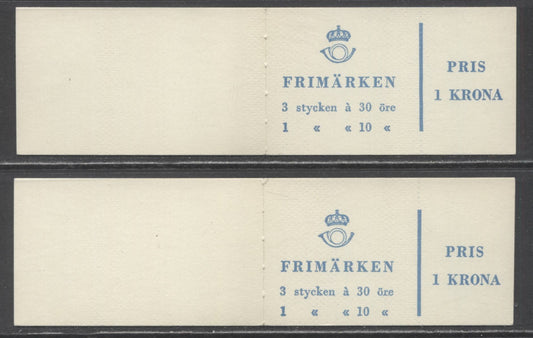 FRIMÄRKEN
3 stycken à 30 öre
1 « « 10 «
PRIS
1 KRONA
FRIMÄRKEN
3 stycken à 30 öre
1 « « 10 «
PRIS
1 KRONA